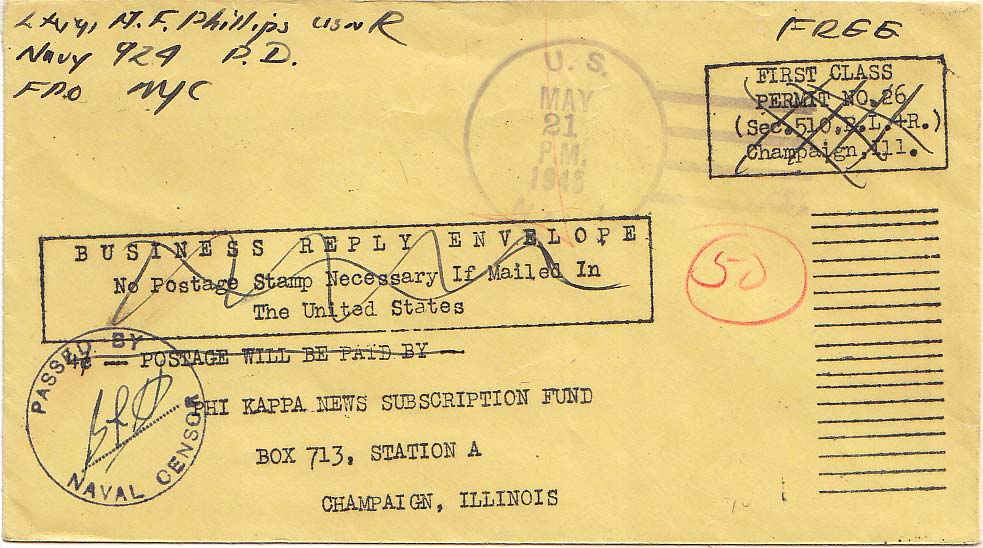 Lt(jg) M. F. Phillips USNR
Navy 924 P. D.
FPO NYC
FREE
U. S.
MAY
21
P.M.
1945
FIRST CLASS
PERMIT NO. 26
(Sec. 510, P.L.+R.)
Champaign, Ill.
BUSINESS REPLY ENVELOPE
No Postage Stamp Necessary If Mailed In
The United States
50
4¢ — POSTAGE WILL BE PAID BY —
PASSED BY
NAVAL CENSOR
PHI KAPPA NEWS SUBSCRIPTION FUND
BOX 713, STATION A
CHAMPAIGN, ILLINOIS